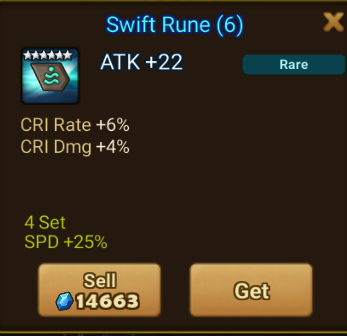 Swift Rune (6)
ATK +22
Rare
CRI Rate +6%
CRI Dmg +4%
4 Set
SPD +25%
Sell
14663
Get